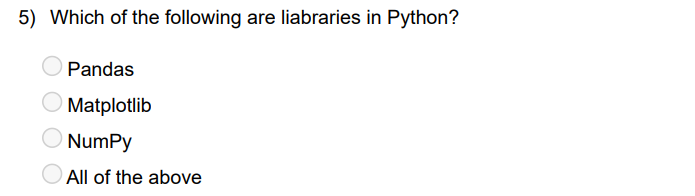 5) Which of the following are liabraries in Python?
Pandas
Matplotlib
NumPy
All of the above